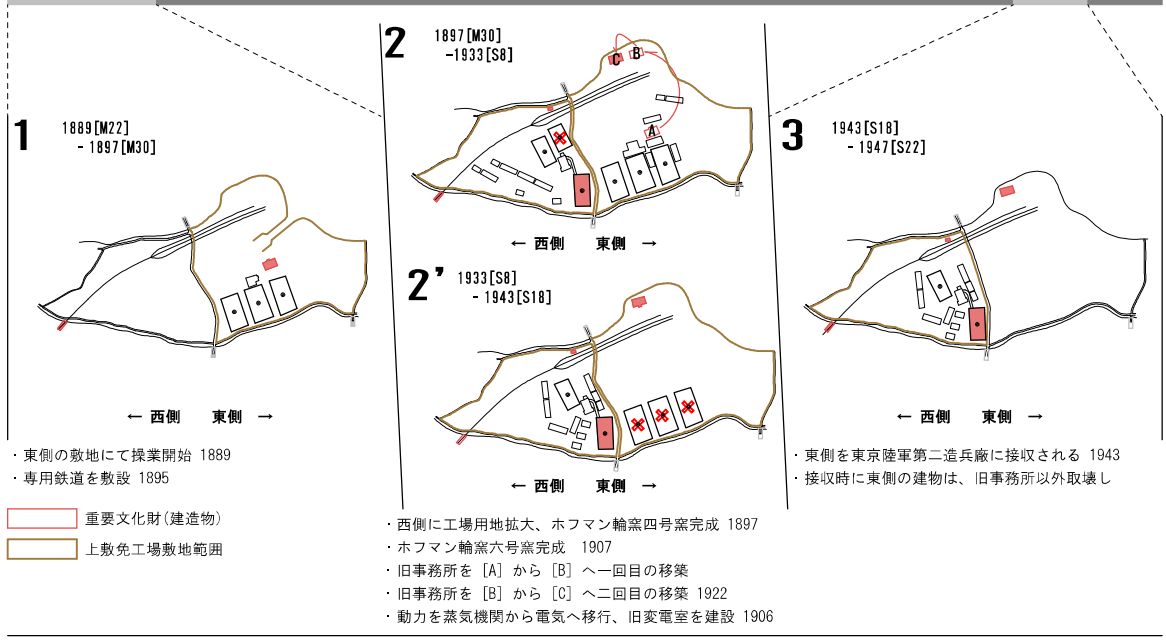 1
1889[M22]
- 1897[M30]
← 西側 東側 →
・東側の敷地にて操業開始 1889
・専用鉄道を敷設 1895
重要文化財(建造物)
上敷免工場敷地範囲
2
1897[M30]
-1933[S8]
C
B
A
← 西側 東側 →
2’
1933[S8]
- 1943[S18]
← 西側 東側 →
・西側に工場用地拡大、ホフマン輪窯四号窯完成 1897
・ホフマン輪窯六号窯完成 1907
・旧事務所を [A] から [B] へ一回目の移築
・旧事務所を [B] から [C] へ二回目の移築 1922
・動力を蒸気機関から電気へ移行、旧変電室を建設 1906
3
1943[S18]
- 1947[S22]
← 西側 東側 →
・東側を東京陸軍第二造兵廠に接収される 1943
・接収時に東側の建物は、旧事務所以外取壊し